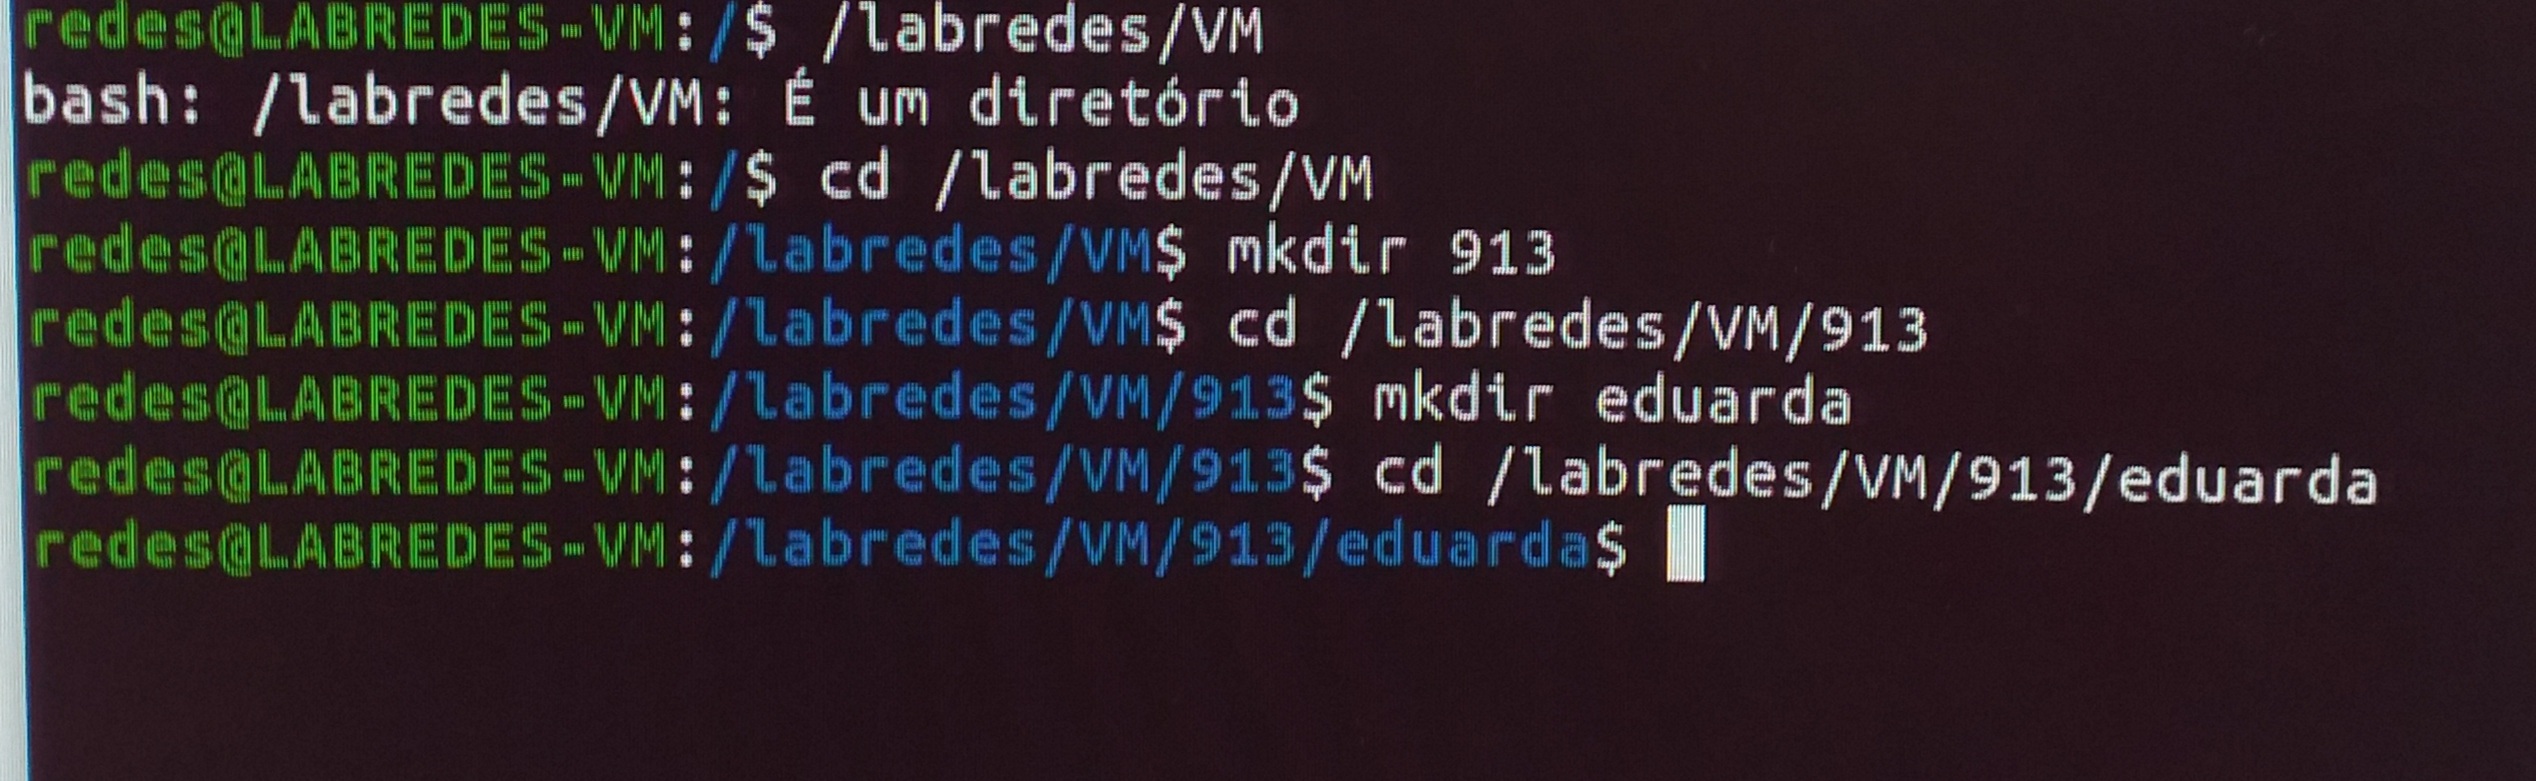 redes@LABREDES-VM:/$ /labredes/VM
bash: /labredes/VM: É um diretório
redes@LABREDES-VM:/$ cd /labredes/VM
redes@LABREDES-VM:/labredes/VM$ mkdir 913
redes@LABREDES-VM:/labredes/VM$ cd /labredes/VM/913
redes@LABREDES-VM:/labredes/VM/913$ mkdir eduarda
redes@LABREDES-VM:/labredes/VM/913$ cd /labredes/VM/913/eduarda
redes@LABREDES-VM:/labredes/VM/913/eduarda$